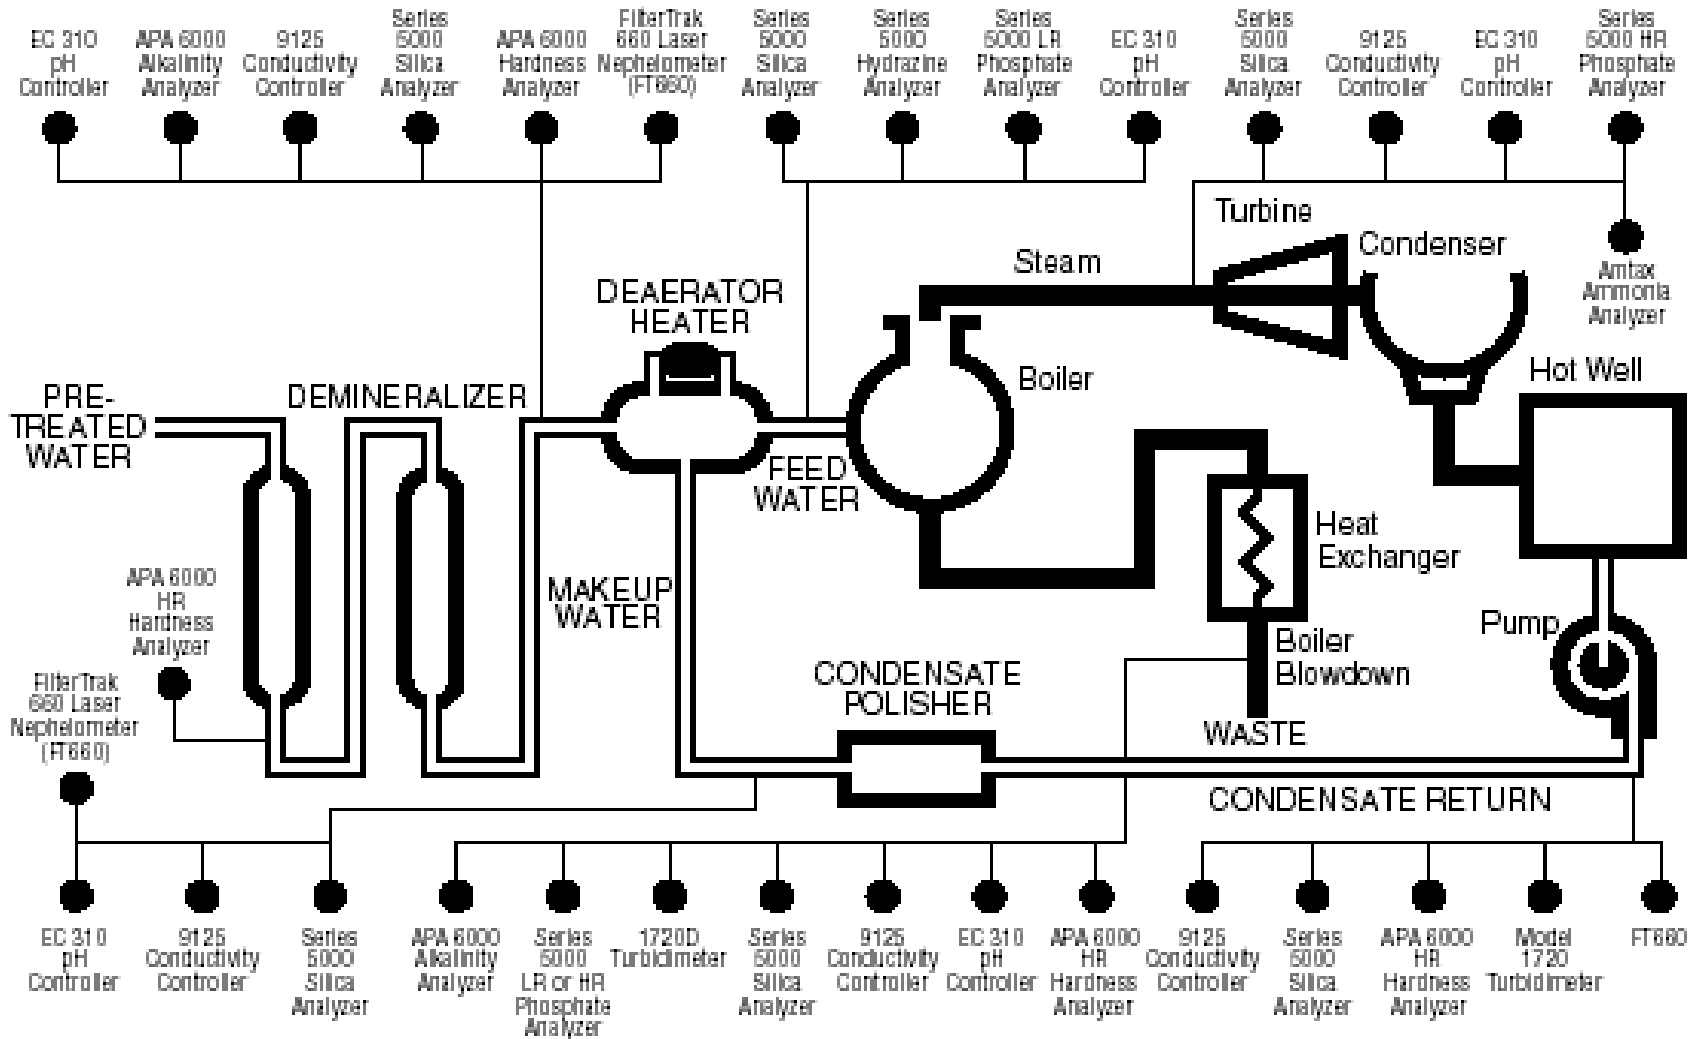 EC 310
pH
Controller
APA 6000
Alkalinity
Analyzer
9125
Conductivity
Controller
Series
5000
Silica
Analyzer
APA 6000
Hardness
Analyzer
FilterTrak
660 Laser
Nephelometer
(FT660)
Series
5000
Silica
Analyzer
Series
5000
Hydrazine
Analyzer
Series
5000 LR
Phosphate
Analyzer
EC 310
pH
Controller
Series
5000
Silica
Analyzer
9125
Conductivity
Controller
EC 310
pH
Controller
Series
5000 HR
Phosphate
Analyzer
Turbine
Condenser
Steam
Amtax
Ammonia
Analyzer
DEAERATOR
HEATER
Boiler
Hot Well
PRE-
TREATED
WATER
DEMINERALIZER
FEED
WATER
Heat
Exchanger
APA 6000
HR
Hardness
Analyzer
MAKEUP
WATER
Pump
Boiler
Blowdown
FilterTrak
660 Laser
Nephelometer
(FT660)
CONDENSATE
POLISHER
WASTE
CONDENSATE RETURN
EC 310
pH
Controller
9125
Conductivity
Controller
Series
5000
Silica
Analyzer
APA 6000
Alkalinity
Analyzer
Series
5000
LR or HR
Phosphate
Analyzer
1720D
Turbidimeter
Series
5000
Silica
Analyzer
9125
Conductivity
Controller
EC 310
pH
Controller
APA 6000
HR
Hardness
Analyzer
9125
Conductivity
Controller
Series
5000
Silica
Analyzer
APA 6000
HR
Hardness
Analyzer
Model
1720
Turbidimeter
FT660